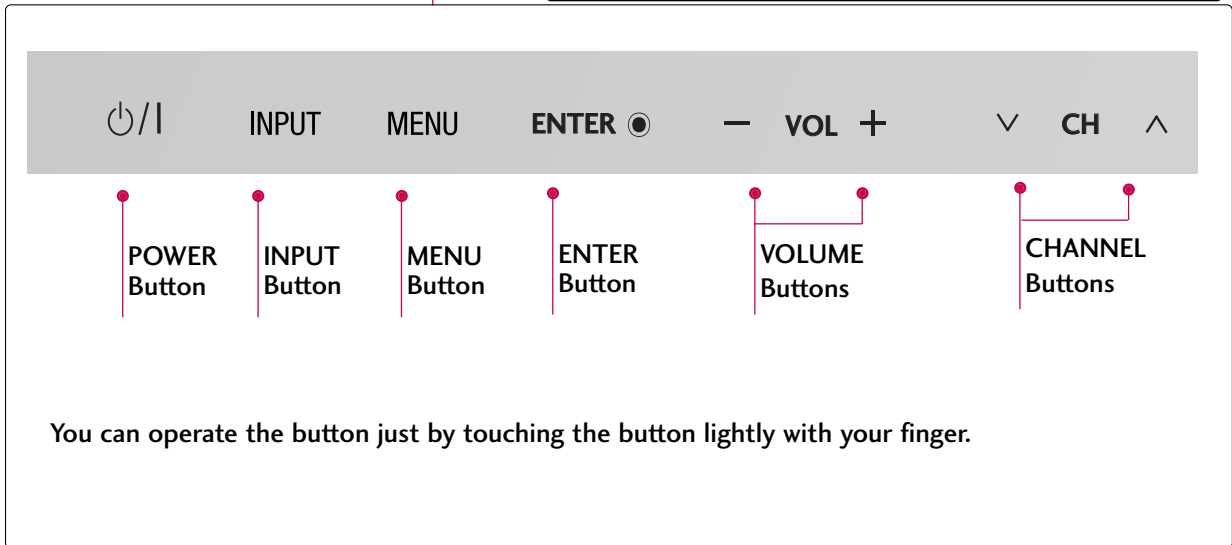 ⏻/I INPUT MENU ENTER ◉ − VOL + ∨ CH ∧
POWER Button
INPUT Button
MENU Button
ENTER Button
VOLUME Buttons
CHANNEL Buttons
You can operate the button just by touching the button lightly with your finger.